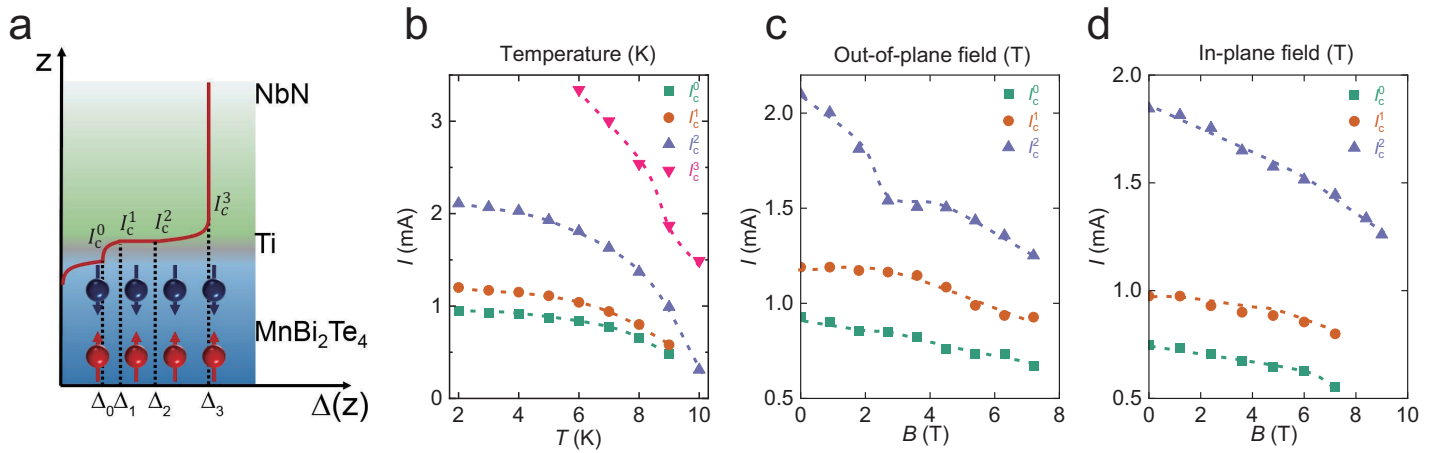 a
z
NbN
I_c^3
I_c^0 I_c^1 I_c^2
Ti
MnBi₂Te₄
Δ₀ Δ₁ Δ₂ Δ₃ Δ(z)
b
Temperature (K)
I_c^0
I_c^1
I_c^2
I_c^3
3
2
1
0
I (mA)
2 4 6 8 10
T (K)
c
Out-of-plane field (T)
I_c^0
I_c^1
I_c^2
2.0
1.5
1.0
0.5
I (mA)
0 2 4 6 8
B (T)
d
In-plane field (T)
I_c^0
I_c^1
I_c^2
2.0
1.5
1.0
0.5
I (mA)
0 2 4 6 8 10
B (T)